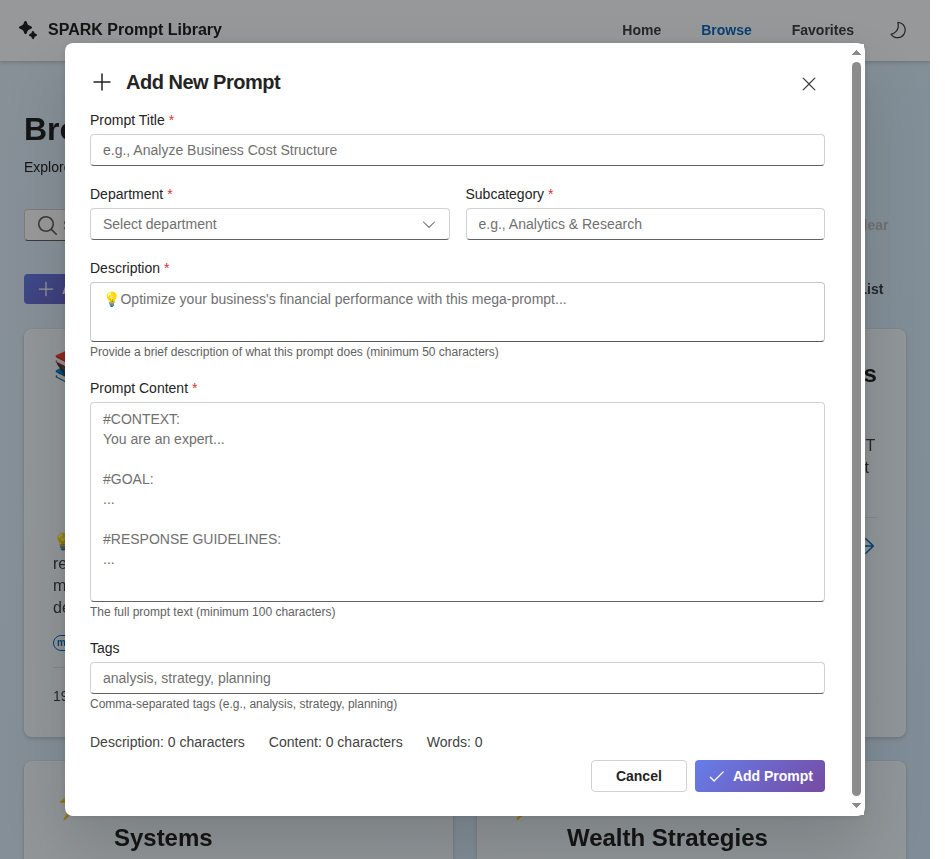 SPARK Prompt Library
Home
Browse
Favorites
Add New Prompt
Prompt Title *
e.g., Analyze Business Cost Structure
Department *
Subcategory *
Select department
e.g., Analytics & Research
Description *
💡Optimize your business's financial performance with this mega-prompt...
Provide a brief description of what this prompt does (minimum 50 characters)
Prompt Content *
#CONTEXT:
You are an expert...
#GOAL:
...
#RESPONSE GUIDELINES:
...
The full prompt text (minimum 100 characters)
Tags
analysis, strategy, planning
Comma-separated tags (e.g., analysis, strategy, planning)
Description: 0 characters
Content: 0 characters
Words: 0
Cancel
Add Prompt
Systems
Wealth Strategies